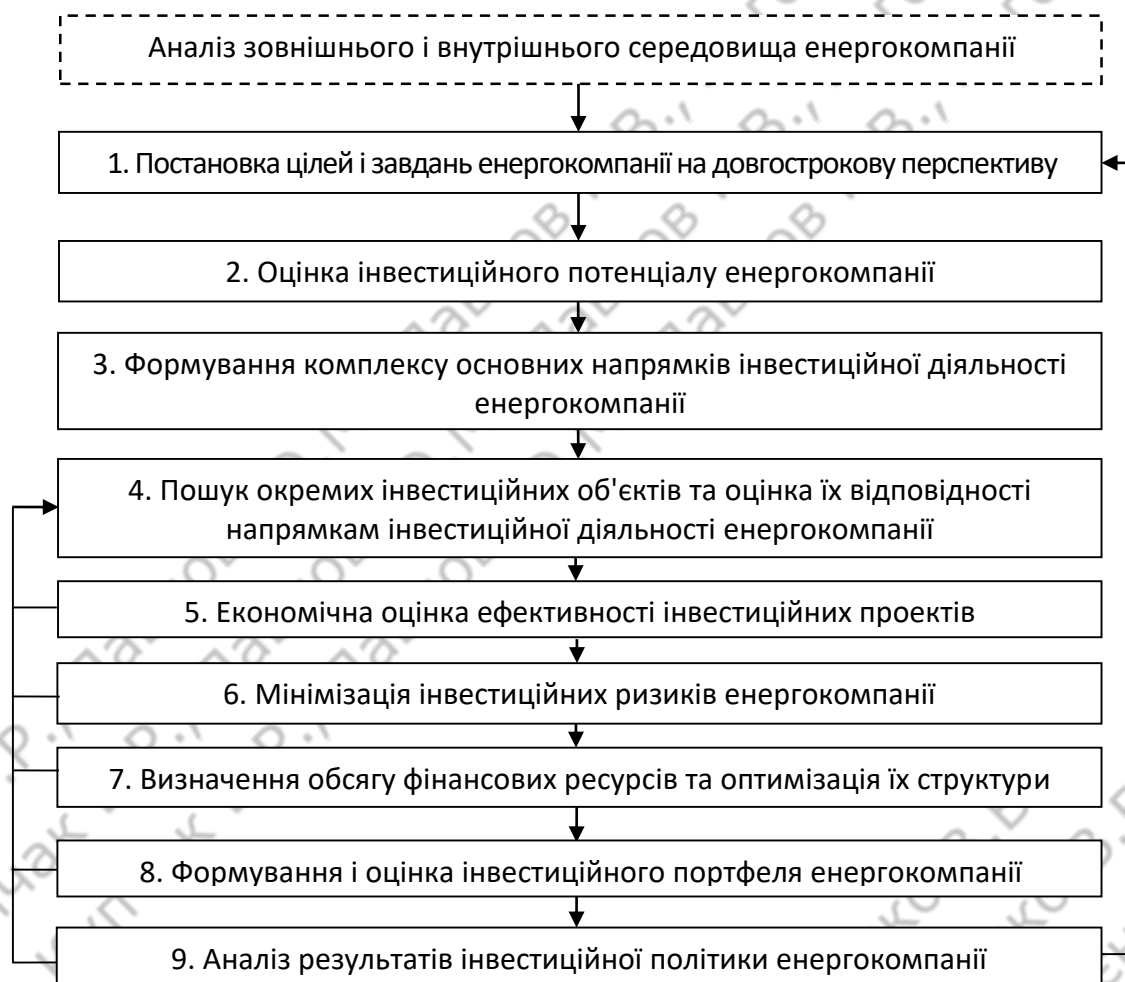 Аналіз зовнішнього і внутрішнього середовища енергокомпанії
1. Постановка цілей і завдань енергокомпанії на довгострокову перспективу
2. Оцінка інвестиційного потенціалу енергокомпанії
3. Формування комплексу основних напрямків інвестиційної діяльності
енергокомпанії
4. Пошук окремих інвестиційних об'єктів та оцінка їх відповідності
напрямкам інвестиційної діяльності енергокомпанії
5. Економічна оцінка ефективності інвестиційних проектів
6. Мінімізація інвестиційних ризиків енергокомпанії
7. Визначення обсягу фінансових ресурсів та оптимізація їх структури
8. Формування і оцінка інвестиційного портфеля енергокомпанії
9. Аналіз результатів інвестиційної політики енергокомпанії